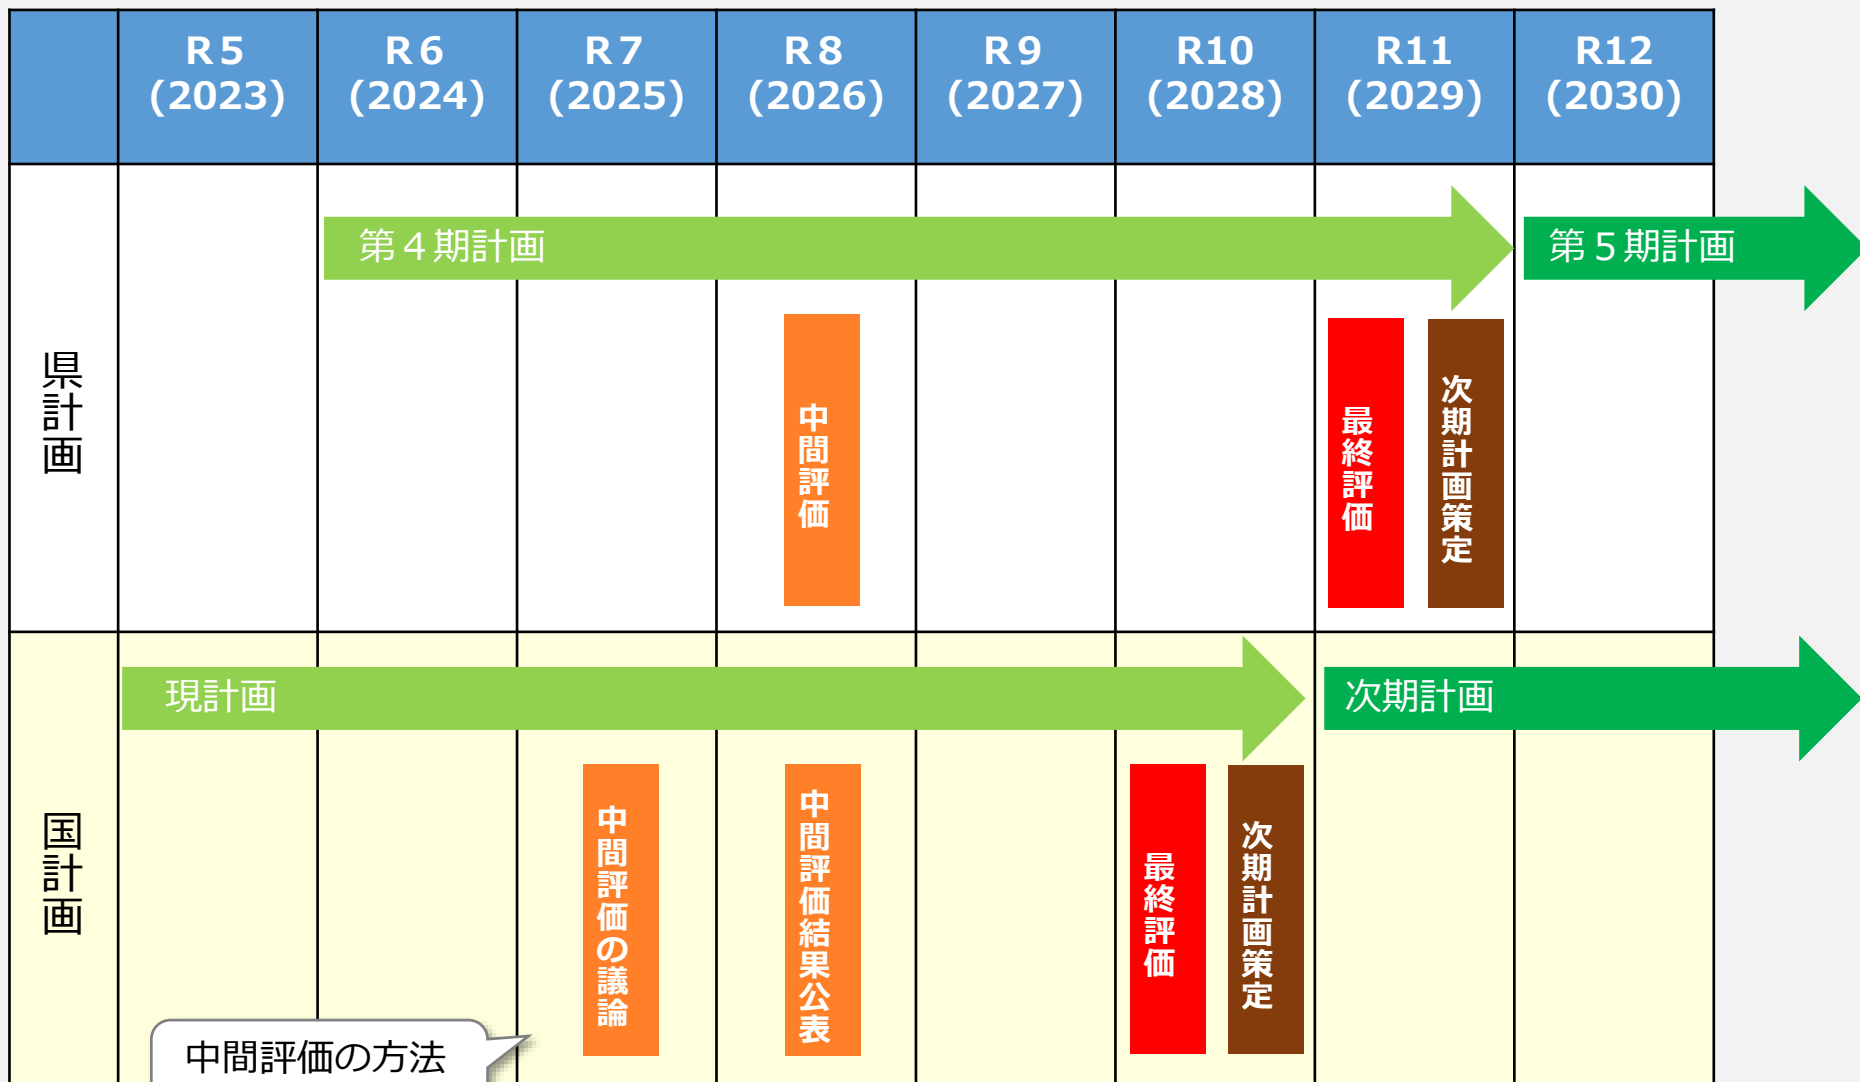 R5
(2023)
R6
(2024)
R7
(2025)
R8
(2026)
R9
(2027)
R10
(2028)
R11
(2029)
R12
(2030)
県計画
第4期計画
第5期計画
中間評価
最終評価
次期計画策定
国計画
現計画
次期計画
中間評価の議論
中間評価結果公表
最終評価
次期計画策定
中間評価の方法